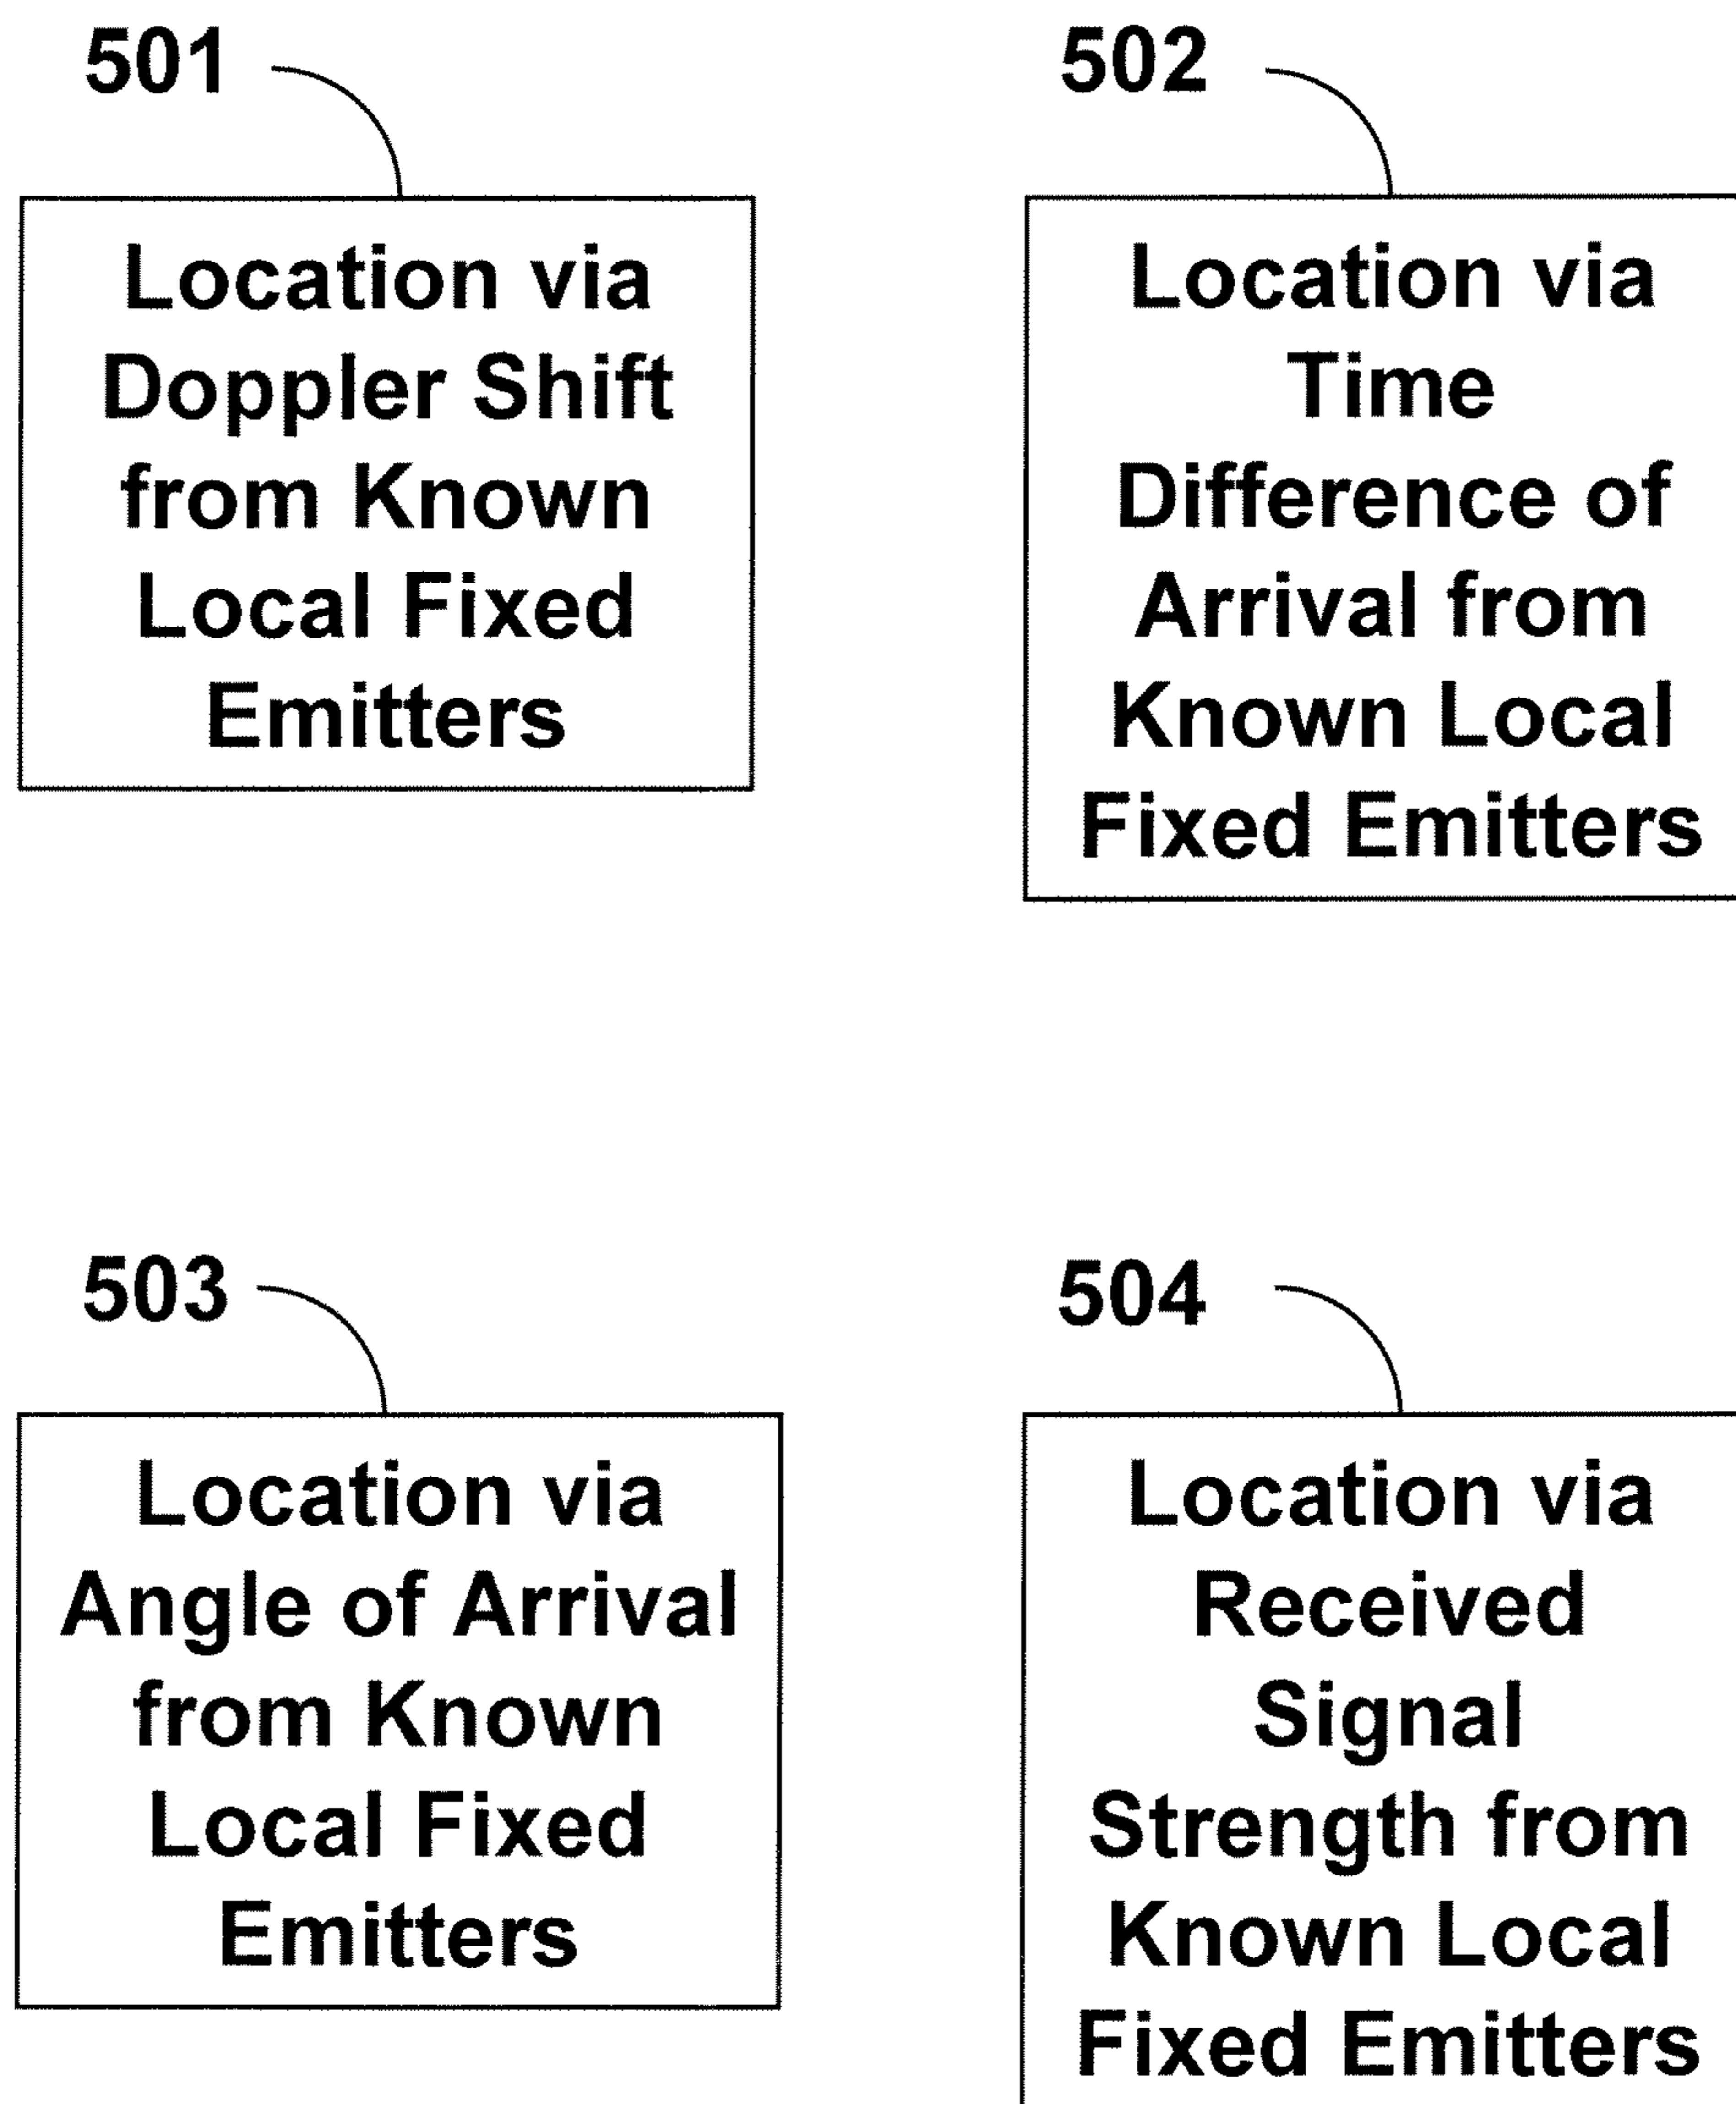 501
Location via
Doppler Shift
from Known
Local Fixed
Emitters
502
Location via
Time
Difference of
Arrival from
Known Local
Fixed Emitters
503
Location via
Angle of Arrival
from Known
Local Fixed
Emitters
504
Location via
Received
Signal
Strength from
Known Local
Fixed Emitters